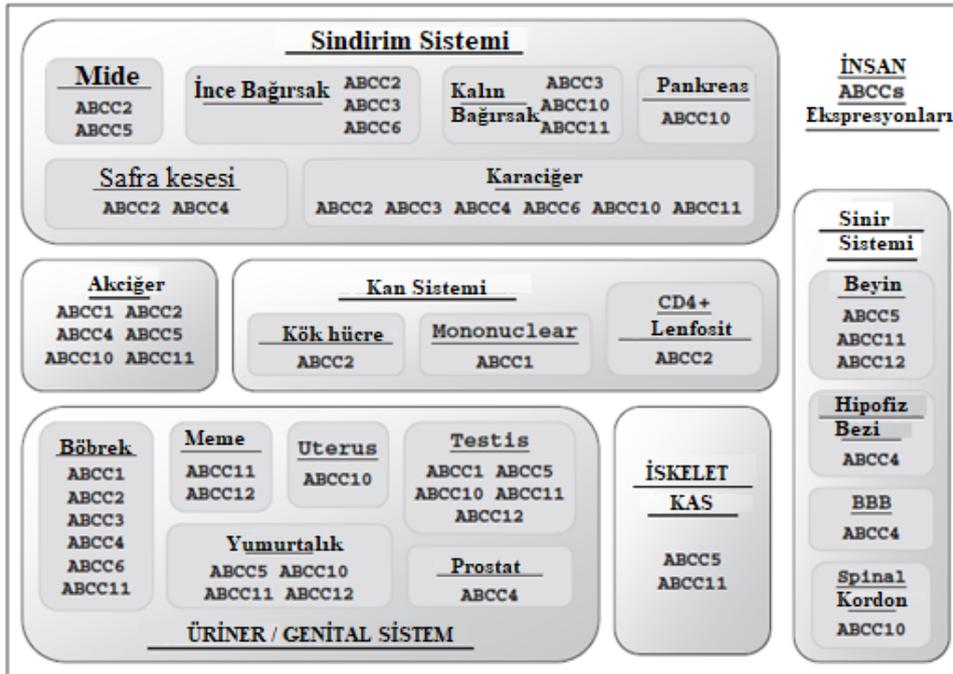 Sindirim Sistemi
Mide
ABCC2
ABCC5
İnce Bağırsak
ABCC2
ABCC3
ABCC6
Kalın
Bağırsak
ABCC3
ABCC10
ABCC11
Pankreas
ABCC10
Safra kesesi
ABCC2 ABCC4
Karaciğer
ABCC2 ABCC3 ABCC4 ABCC6 ABCC10 ABCC11
İNSAN
ABCCs
Ekspresyonları
Akciğer
ABCC1 ABCC2
ABCC4 ABCC5
ABCC10 ABCC11
Kan Sistemi
Kök hücre
ABCC2
Mononuclear
ABCC1
CD4+
Lenfosit
ABCC2
Sinir
Sistemi
Beyin
ABCC5
ABCC11
ABCC12
Hipofiz
Bezi
ABCC4
BBB
ABCC4
Spinal
Kordon
ABCC10
Böbrek
ABCC1
ABCC2
ABCC3
ABCC4
ABCC6
ABCC11
Meme
ABCC11
ABCC12
Uterus
ABCC10
Testis
ABCC1 ABCC5
ABCC10 ABCC11
ABCC12
Yumurtalık
ABCC5 ABCC10
ABCC11 ABCC12
Prostat
ABCC4
ÜRİNER / GENİTAL SİSTEM
İSKELET
KAS
ABCC5
ABCC11